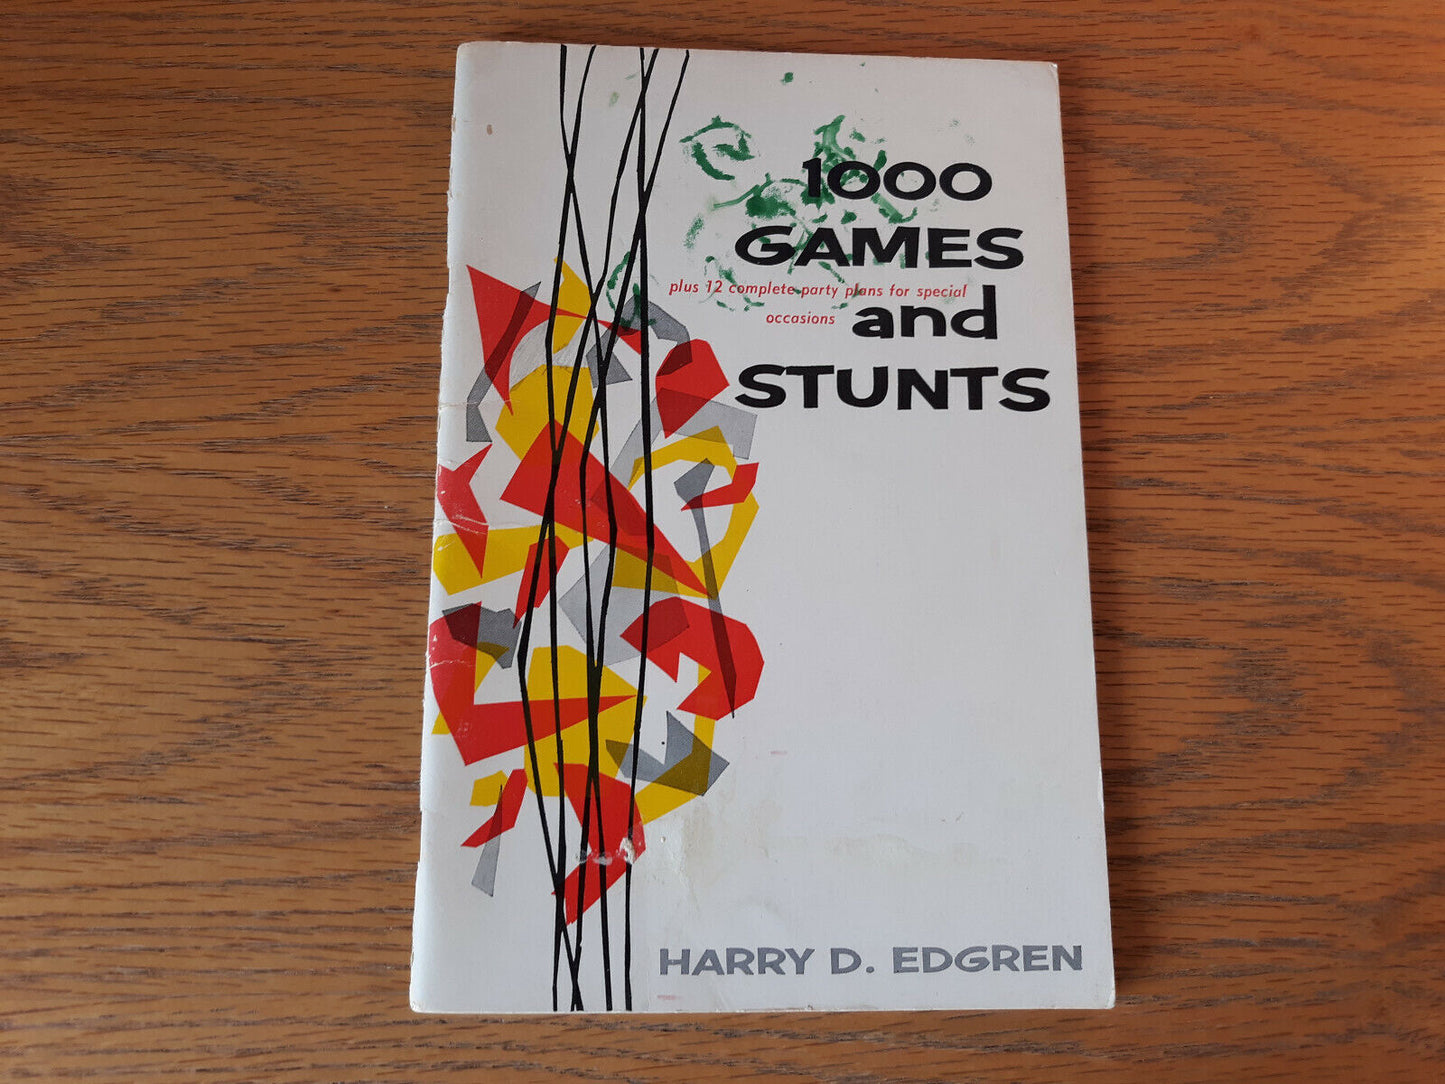 1000
GAMES
plus 12 complete party plans for special
occasions
and
STUNTS
HARRY D. EDGREN